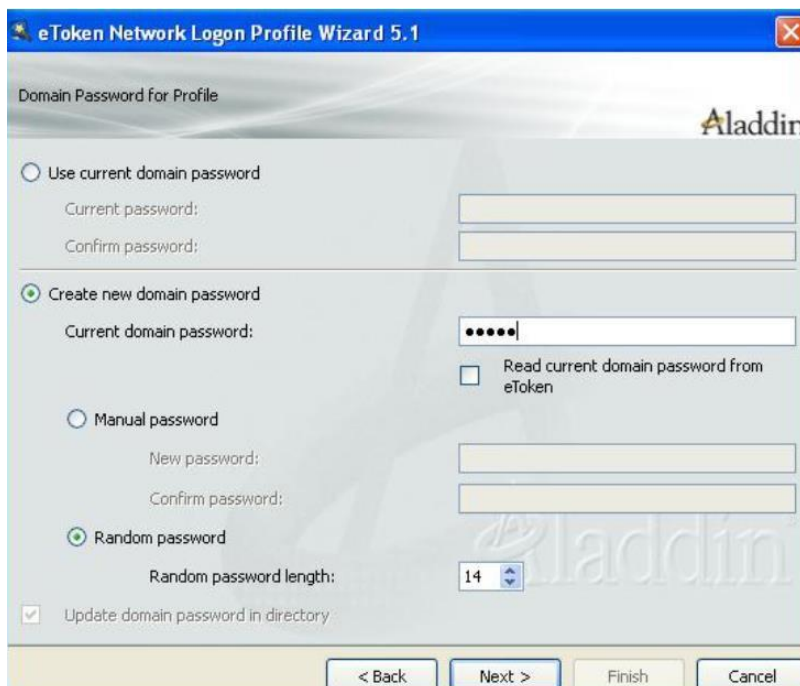 eToken Network Logon Profile Wizard 5.1
Domain Password for Profile
Aladdin
Use current domain password
Current password:
Confirm password:
Create new domain password
Current domain password:
•••••
Read current domain password from
eToken
Manual password
New password:
Confirm password:
Random password
Aladdin
Random password length:
14
Update domain password in directory
< Back
Next >
Finish
Cancel